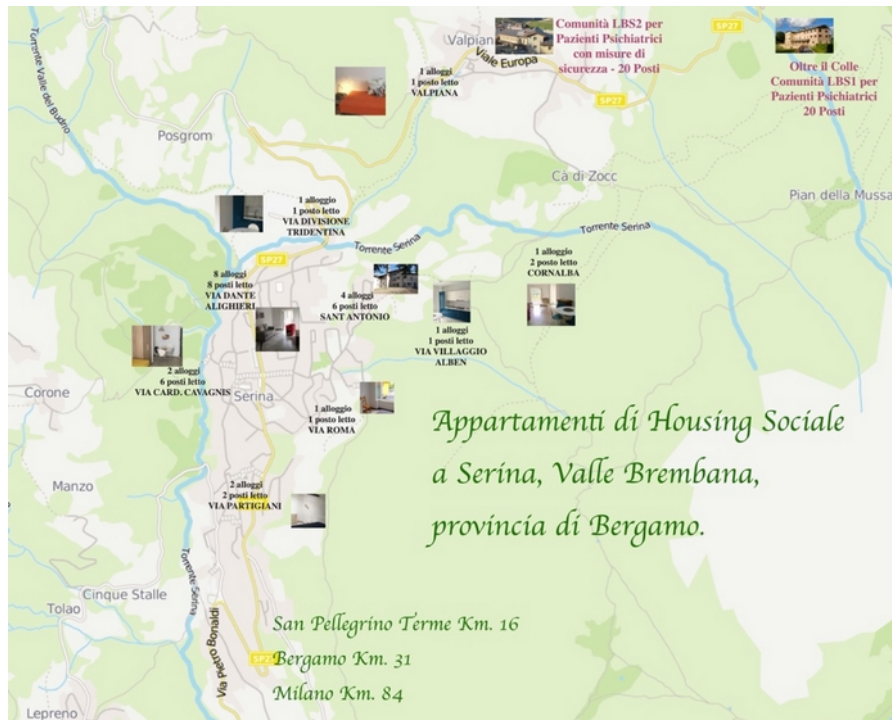 Torrente Valle del Budrio
Valpiana
Viale Europa
Comunità LBS2 per
Pazienti Psichiatrici
con misure di
sicurezza - 20 Posti
SP27
Oltre il Colle
Comunità LBS1 per
Pazienti Psichiatrici
20 Posti
1 alloggi
1 posto letto
VALPIANA
SP27
Posgrom
Cà di Zocc
Pian della Mussa
1 alloggio
1 posto letto
VIA DIVISIONE
TRIDENTINA
Torrente Serina
Torrente Serina
SP27
1 alloggio
2 posto letto
CORNALBA
8 alloggi
8 posti letto
VIA DANTE
ALIGHIERI
4 alloggi
6 posti letto
SANT ANTONIO
1 alloggi
1 posti letto
VIA VILLAGGIO
ALBEN
2 alloggi
6 posti letto
VIA CARD. CAVAGNIS
Corone
Serina
1 alloggio
1 posto letto
VIA ROMA
Appartamenti di Housing Sociale
a Serina, Valle Brembana,
provincia di Bergamo.
Manzo
2 alloggi
2 posti letto
VIA PARTIGIANI
Torrente Serina
Cinque Stalle
Tolao
Via Pietro Bonaldi
San Pellegrino Terme Km. 16
Bergamo Km. 31
Milano Km. 84
Lepreno